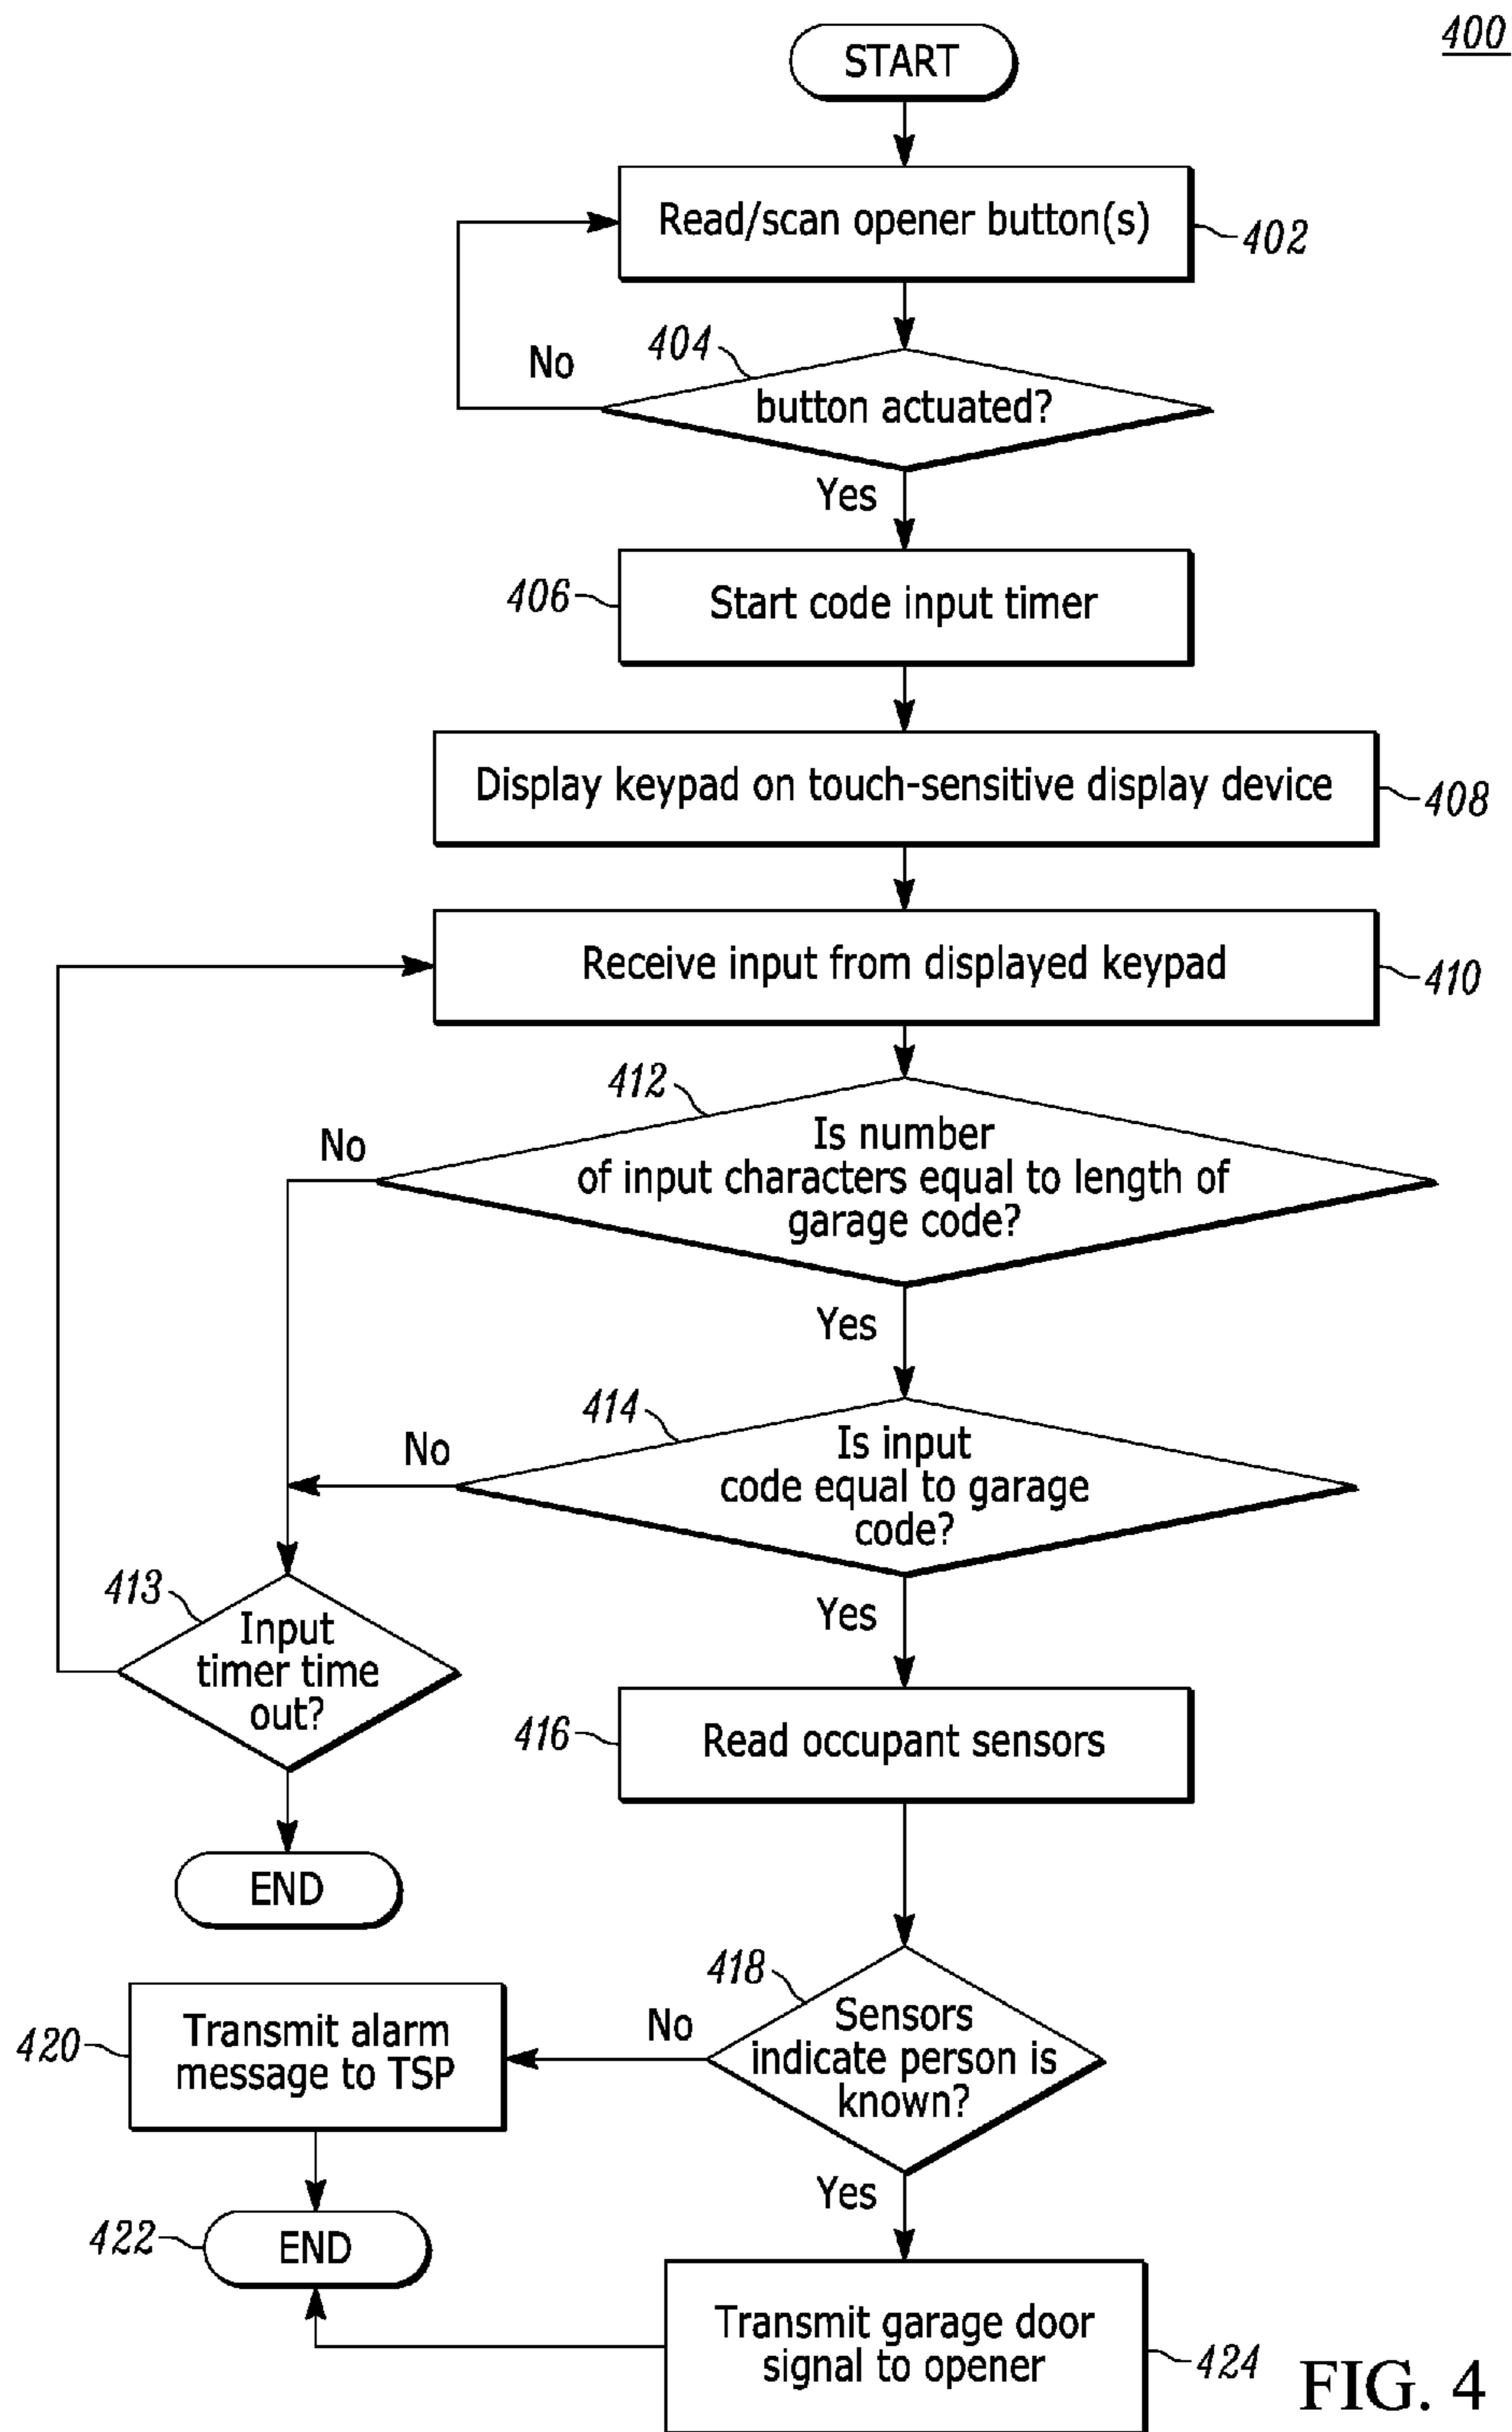 400
START
Read/scan opener button(s)
402
404
No
button actuated?
Yes
406
Start code input timer
Display keypad on touch-sensitive display device
408
Receive input from displayed keypad
410
412
No
Is number
of input characters equal to length of
garage code?
Yes
414
No
Is input
code equal to garage
code?
413
Yes
Input
timer time
out?
416
Read occupant sensors
END
418
Sensors
indicate person is
known?
No
420
Transmit alarm
message to TSP
Yes
422
END
Transmit garage door
signal to opener
424
FIG. 4